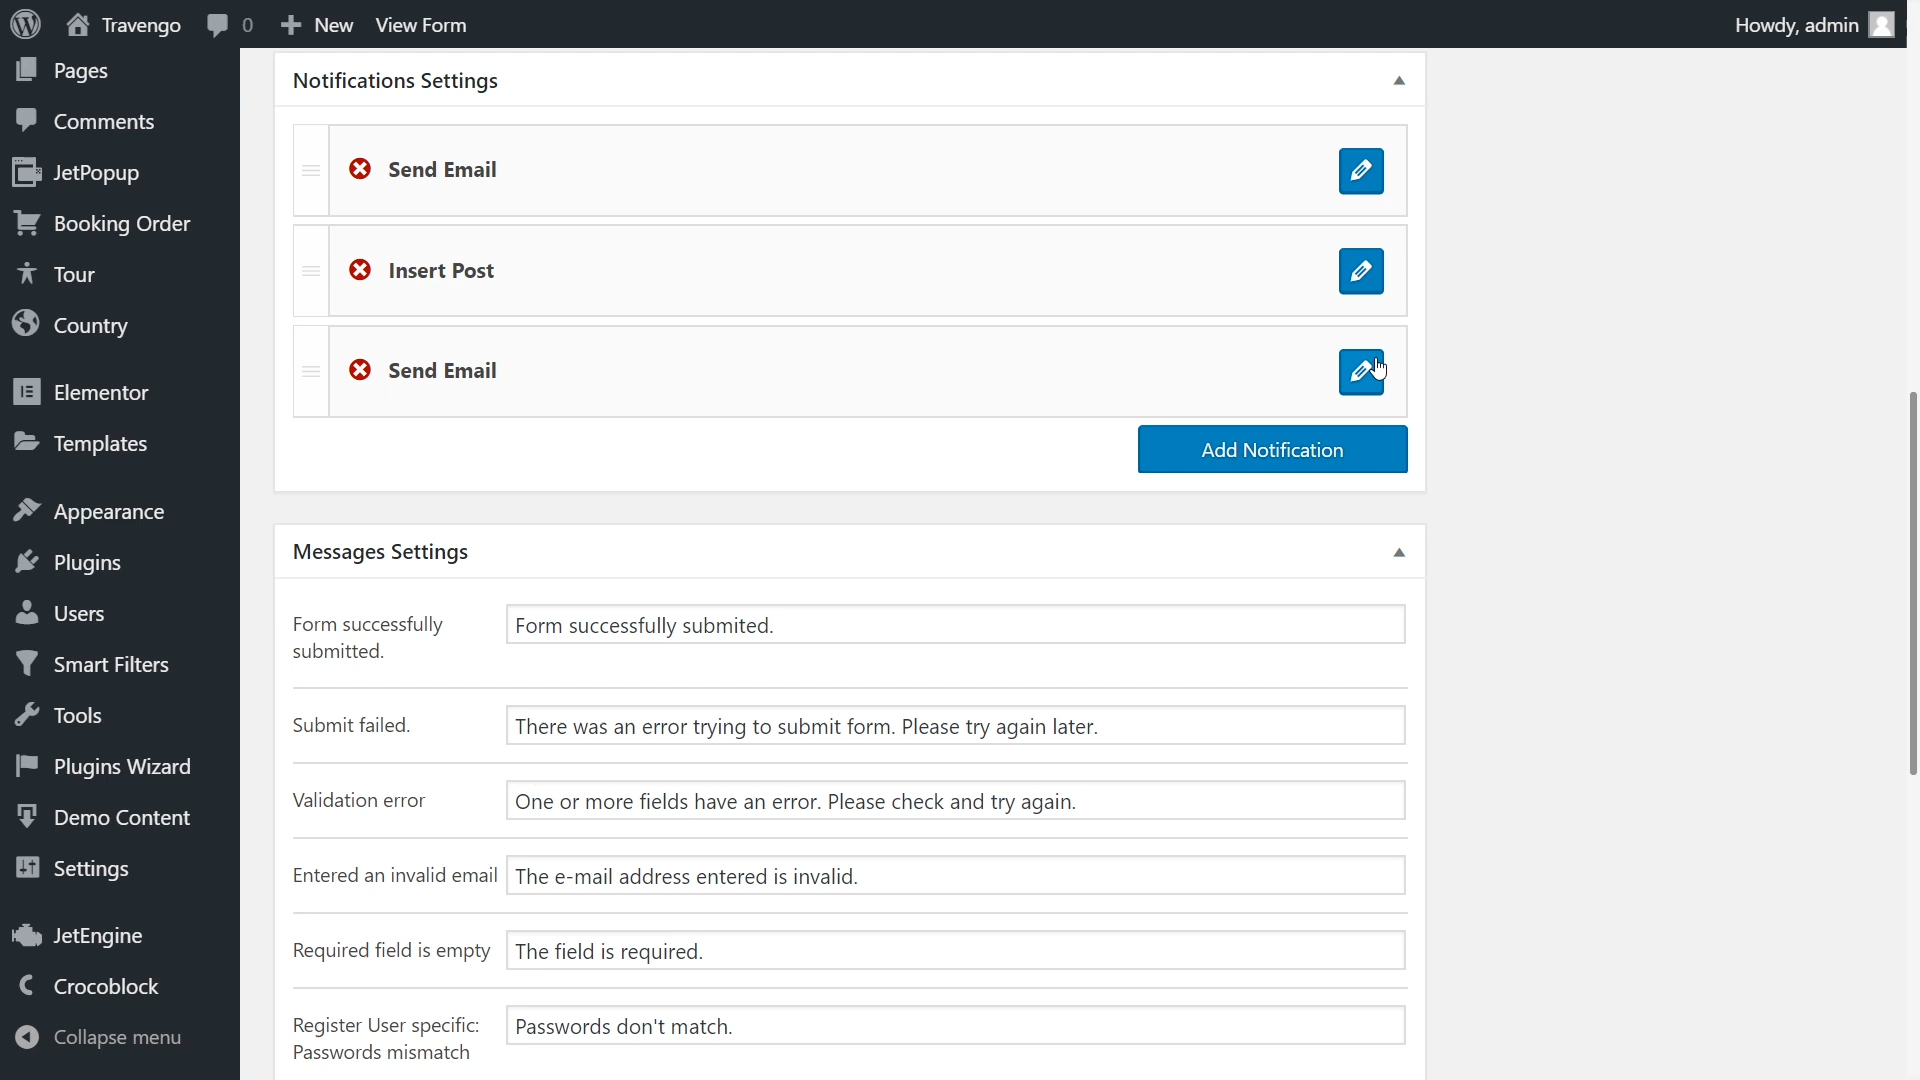 Travengo 0 New View Form Howdy, admin
Pages
Comments
JetPopup
Booking Order
Tour
Country
Elementor
Templates
Appearance
Plugins
Users
Smart Filters
Tools
Plugins Wizard
Demo Content
Settings
JetEngine
Crocoblock
Collapse menu
Notifications Settings
Send Email
Insert Post
Send Email
Add Notification
Messages Settings
Form successfully
submitted.
Form successfully submited.
Submit failed.
There was an error trying to submit form. Please try again later.
Validation error
One or more fields have an error. Please check and try again.
Entered an invalid email
The e-mail address entered is invalid.
Required field is empty
The field is required.
Register User specific:
Passwords mismatch
Passwords don't match.